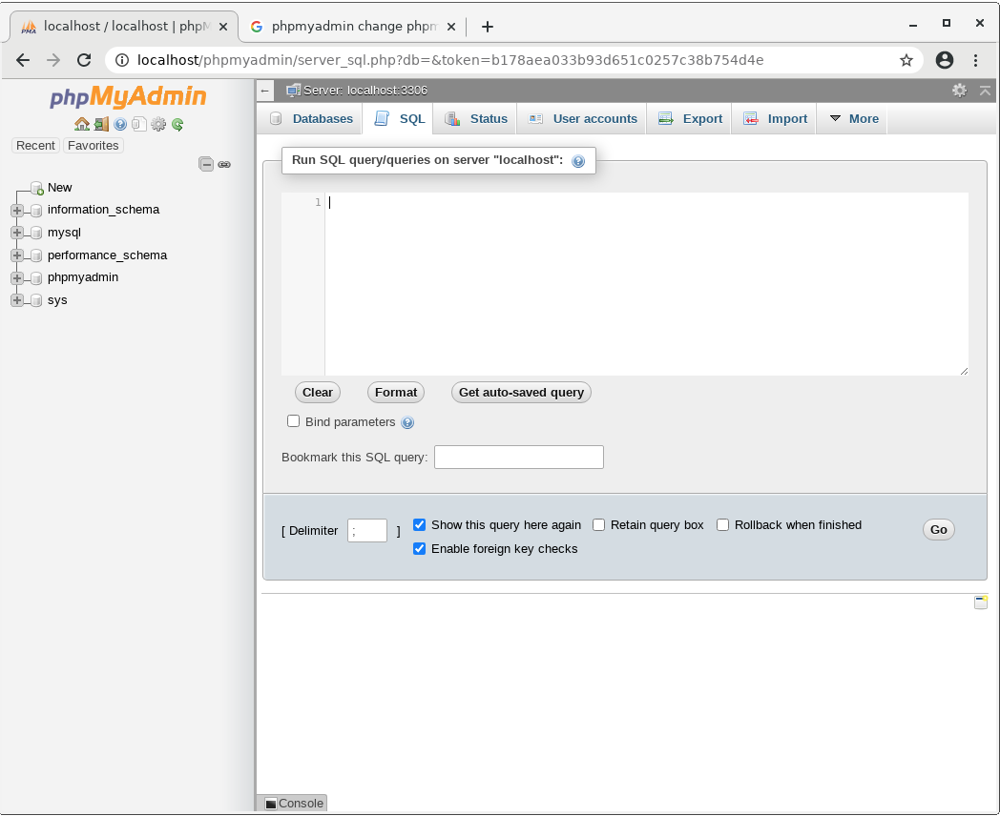 localhost / localhost | phpM
phpmyadmin change phpm
localhost/phpmyadmin/server_sql.php?db=&token=b178aea033b93d651c0257c38b754d4e
phpMyAdmin
Recent Favorites
New
information_schema
mysql
performance_schema
phpmyadmin
sys
Server: localhost:3306
Databases SQL Status User accounts Export Import More
Run SQL query/queries on server "localhost":
1
Clear Format Get auto-saved query
Bind parameters
Bookmark this SQL query:
[ Delimiter ; ] Show this query here again Retain query box Rollback when finished Go
Enable foreign key checks
Console